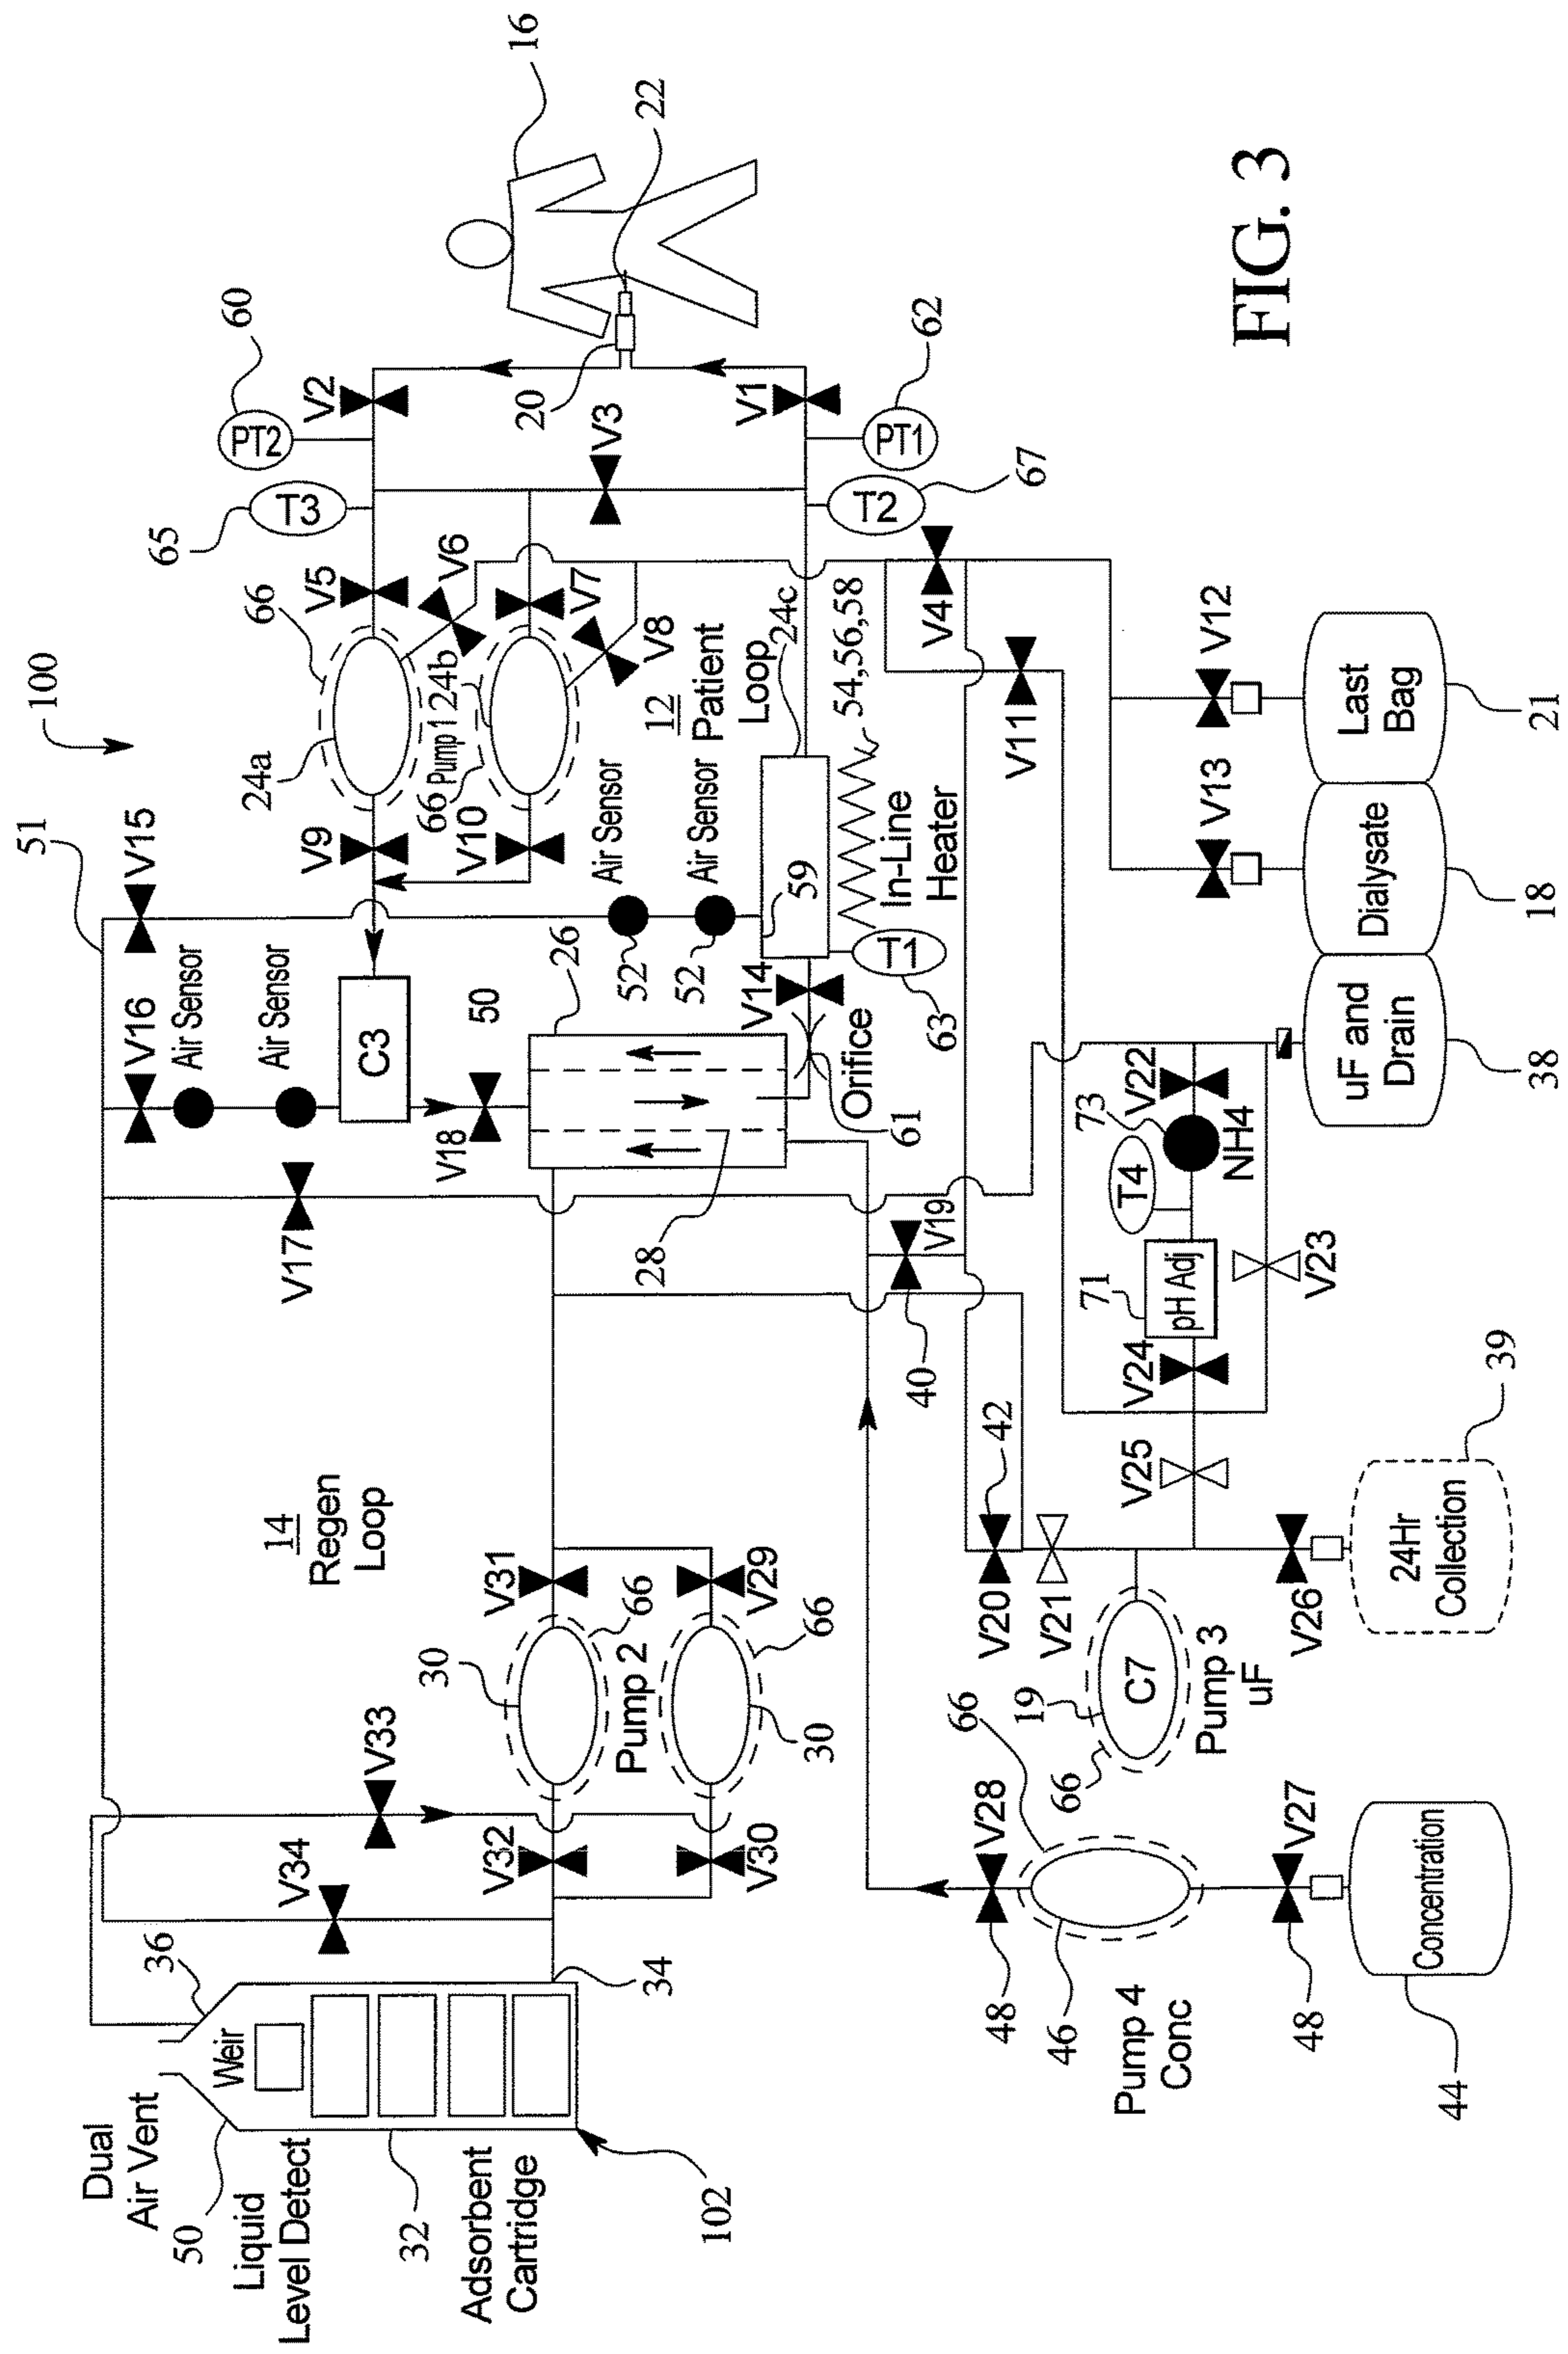 100
51
Dual
Air Vent
50
Liquid
Level Detect
32
Adsorbent
Cartridge
102
Weir
36
34
V34
V33
V32
V30
14
Regen
Loop
30
66
Pump 2
30
66
V31
V29
V17
V16
Air Sensor
Air Sensor
C3
V18
50
26
28
V15
V9
V10
24a
66
66
Pump 1
24b
V5
V6
V7
V8
65
T3
PT2
60
V2
V3
20
22
16
V1
PT1
62
T2
67
12
Patient
Loop
24c
Air Sensor
Air Sensor
52
52
59
54,56,58
In-Line
Heater
T1
63
V14
Orifice
61
V4
V11
V12
V13
Last
Bag
21
Dialysate
18
uF and
Drain
38
V22
73
NH4
T4
71
pH Adj
V23
V24
V25
V19
40
42
V20
V21
V26
24Hr
Collection
39
C7
19
66
Pump 3
uF
66
V28
48
46
Pump 4
Conc
V27
48
Concentration
44
FIG. 3